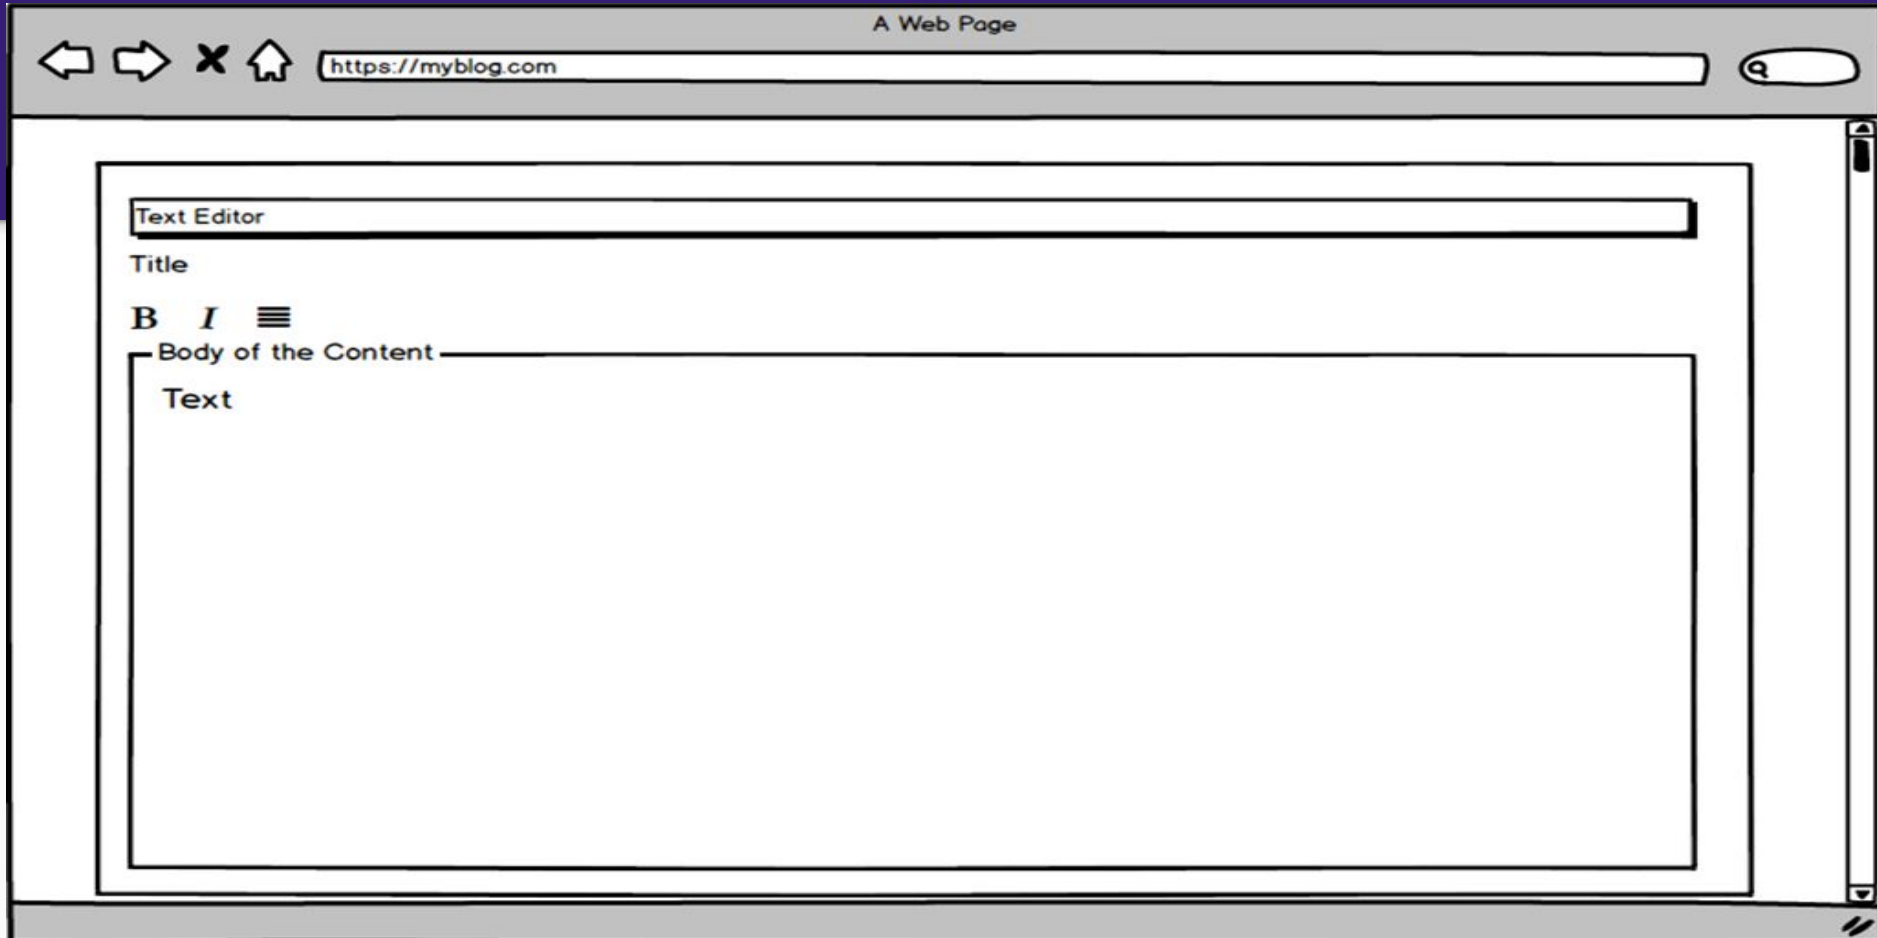 A Web Page
https://myblog.com
Text Editor
Title
B I
Body of the Content
Text